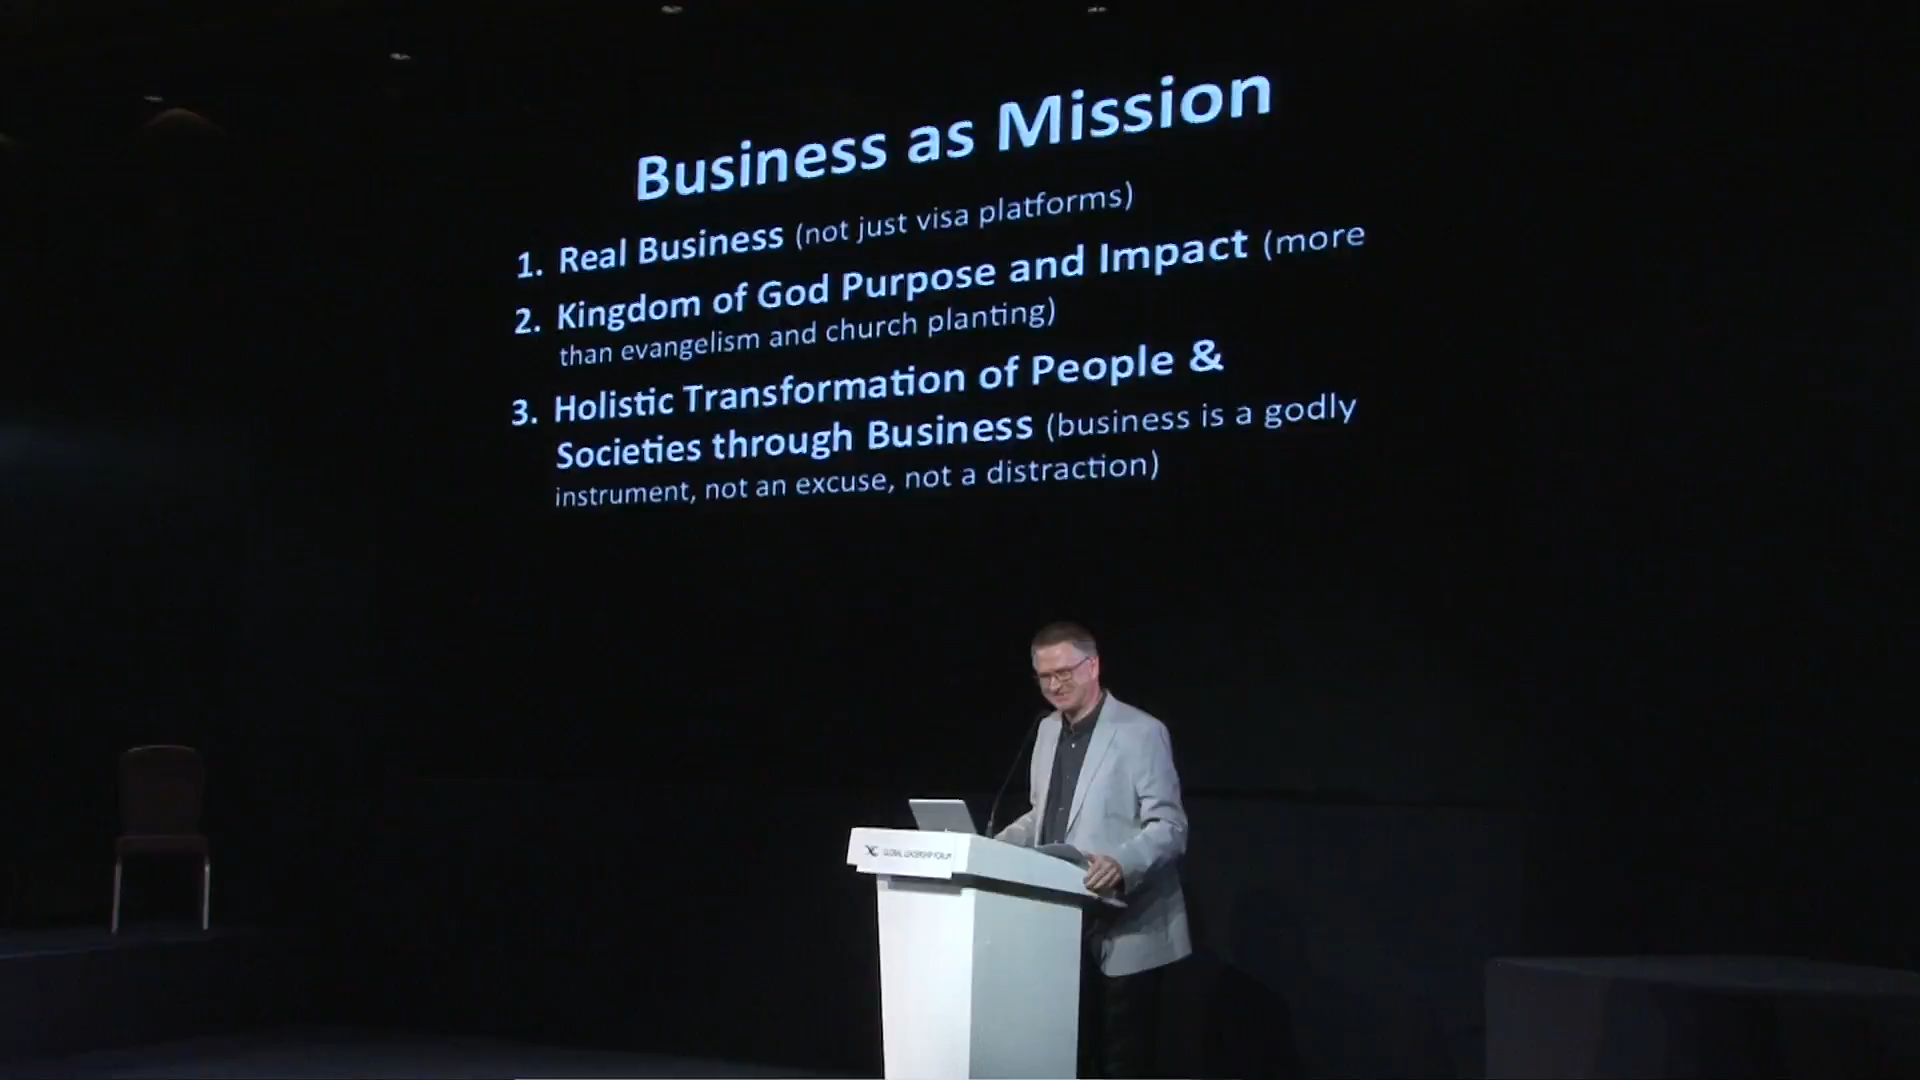 Business as Mission
1. Real Business (not just visa platforms)
2. Kingdom of God Purpose and Impact (more
than evangelism and church planting)
3. Holistic Transformation of People &
Societies through Business (business is a godly
instrument, not an excuse, not a distraction)
GLOBAL LEADERSHIP FORUM